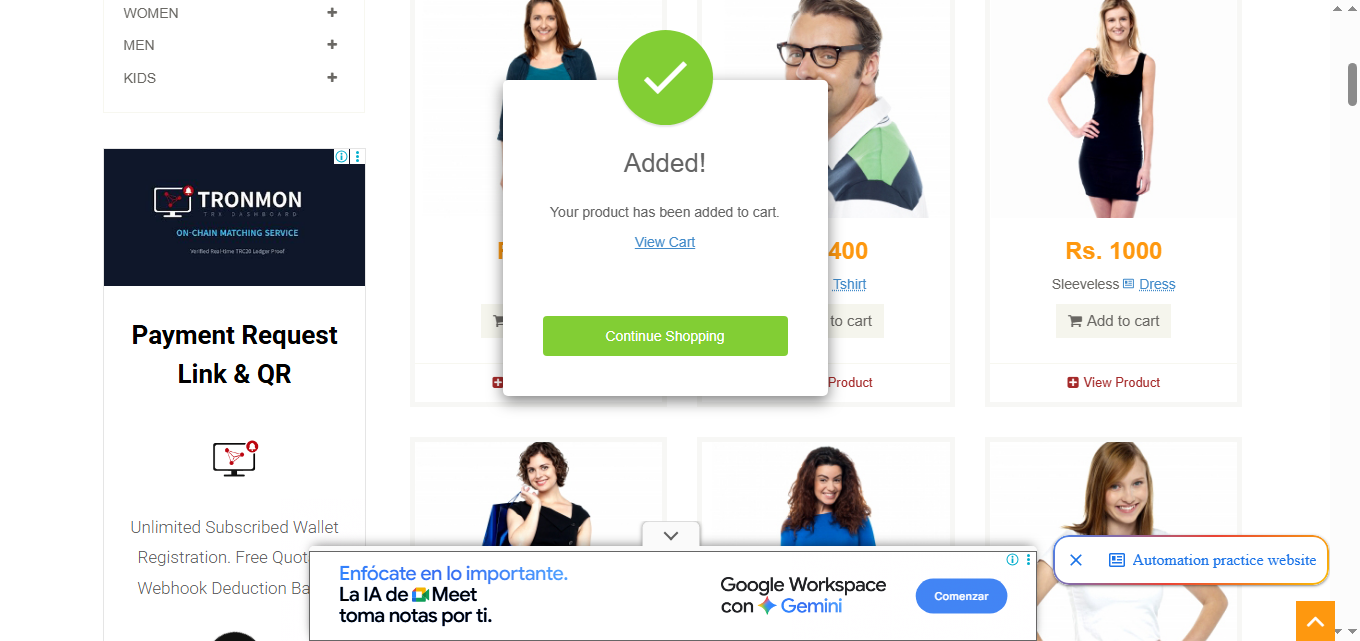 WOMEN
MEN
KIDS
TRONMON
TRX DASHBOARD
ON-CHAIN MATCHING SERVICE
Verified Real-time TRC20 Ledger Proof
Payment Request
Link & QR
Unlimited Subscribed Wallet
Registration. Free Quot
Webhook Deduction Ba
Added!
Your product has been added to cart.
View Cart
Continue Shopping
400
Tshirt
to cart
Product
Rs. 1000
Sleeveless Dress
Add to cart
View Product
Enfócate en lo importante.
La IA de Meet
toma notas por ti.
Google Workspace
con Gemini
Comenzar
Automation practice website